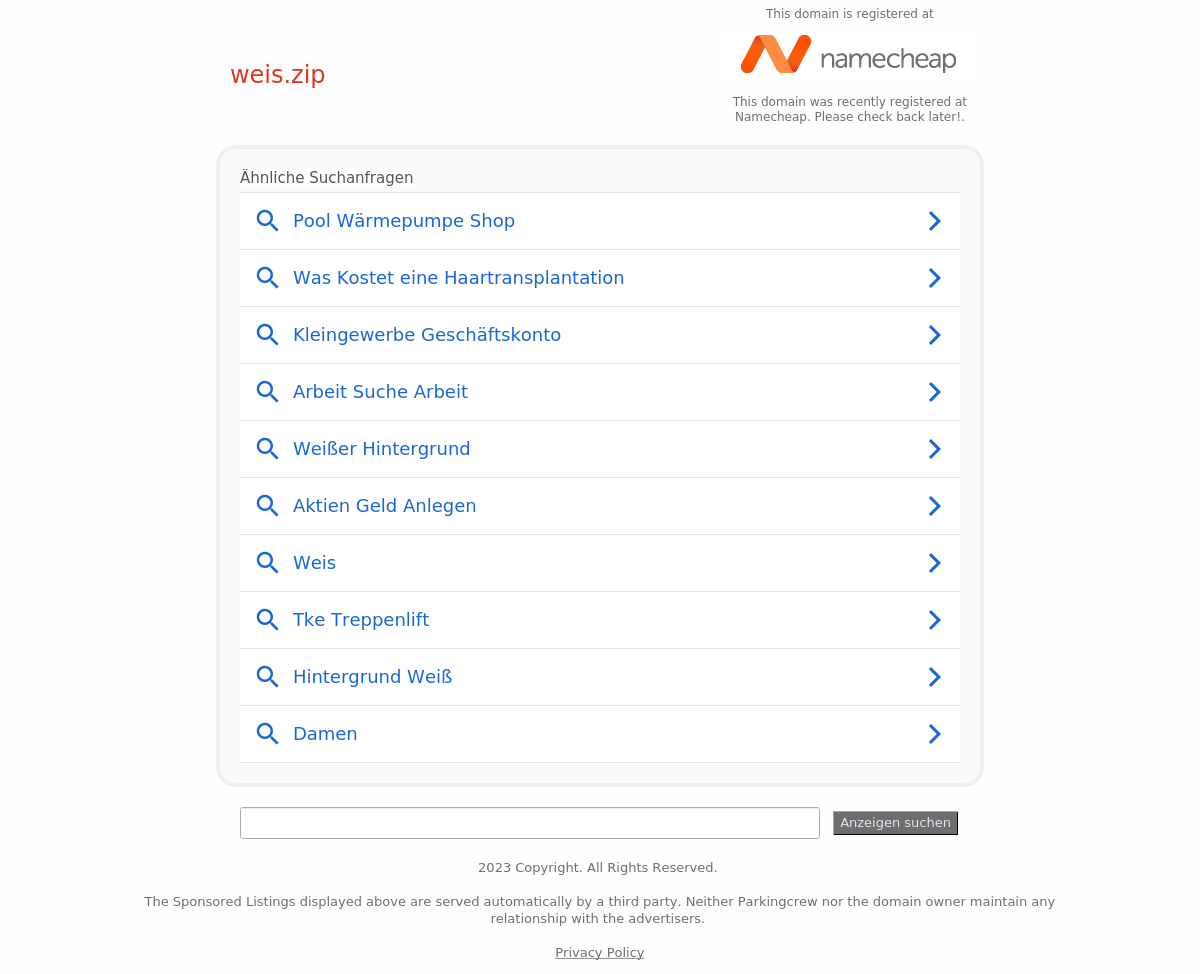 This domain is registered at
namecheap
weis.zip
This domain was recently registered at
Namecheap. Please check back later!.
Ähnliche Suchanfragen
Pool Wärmepumpe Shop
Was Kostet eine Haartransplantation
Kleingewerbe Geschäftskonto
Arbeit Suche Arbeit
Weißer Hintergrund
Aktien Geld Anlegen
Weis
Tke Treppenlift
Hintergrund Weiß
Damen
Anzeigen suchen
2023 Copyright. All Rights Reserved.
The Sponsored Listings displayed above are served automatically by a third party. Neither Parkingcrew nor the domain owner maintain any
relationship with the advertisers.
Privacy Policy